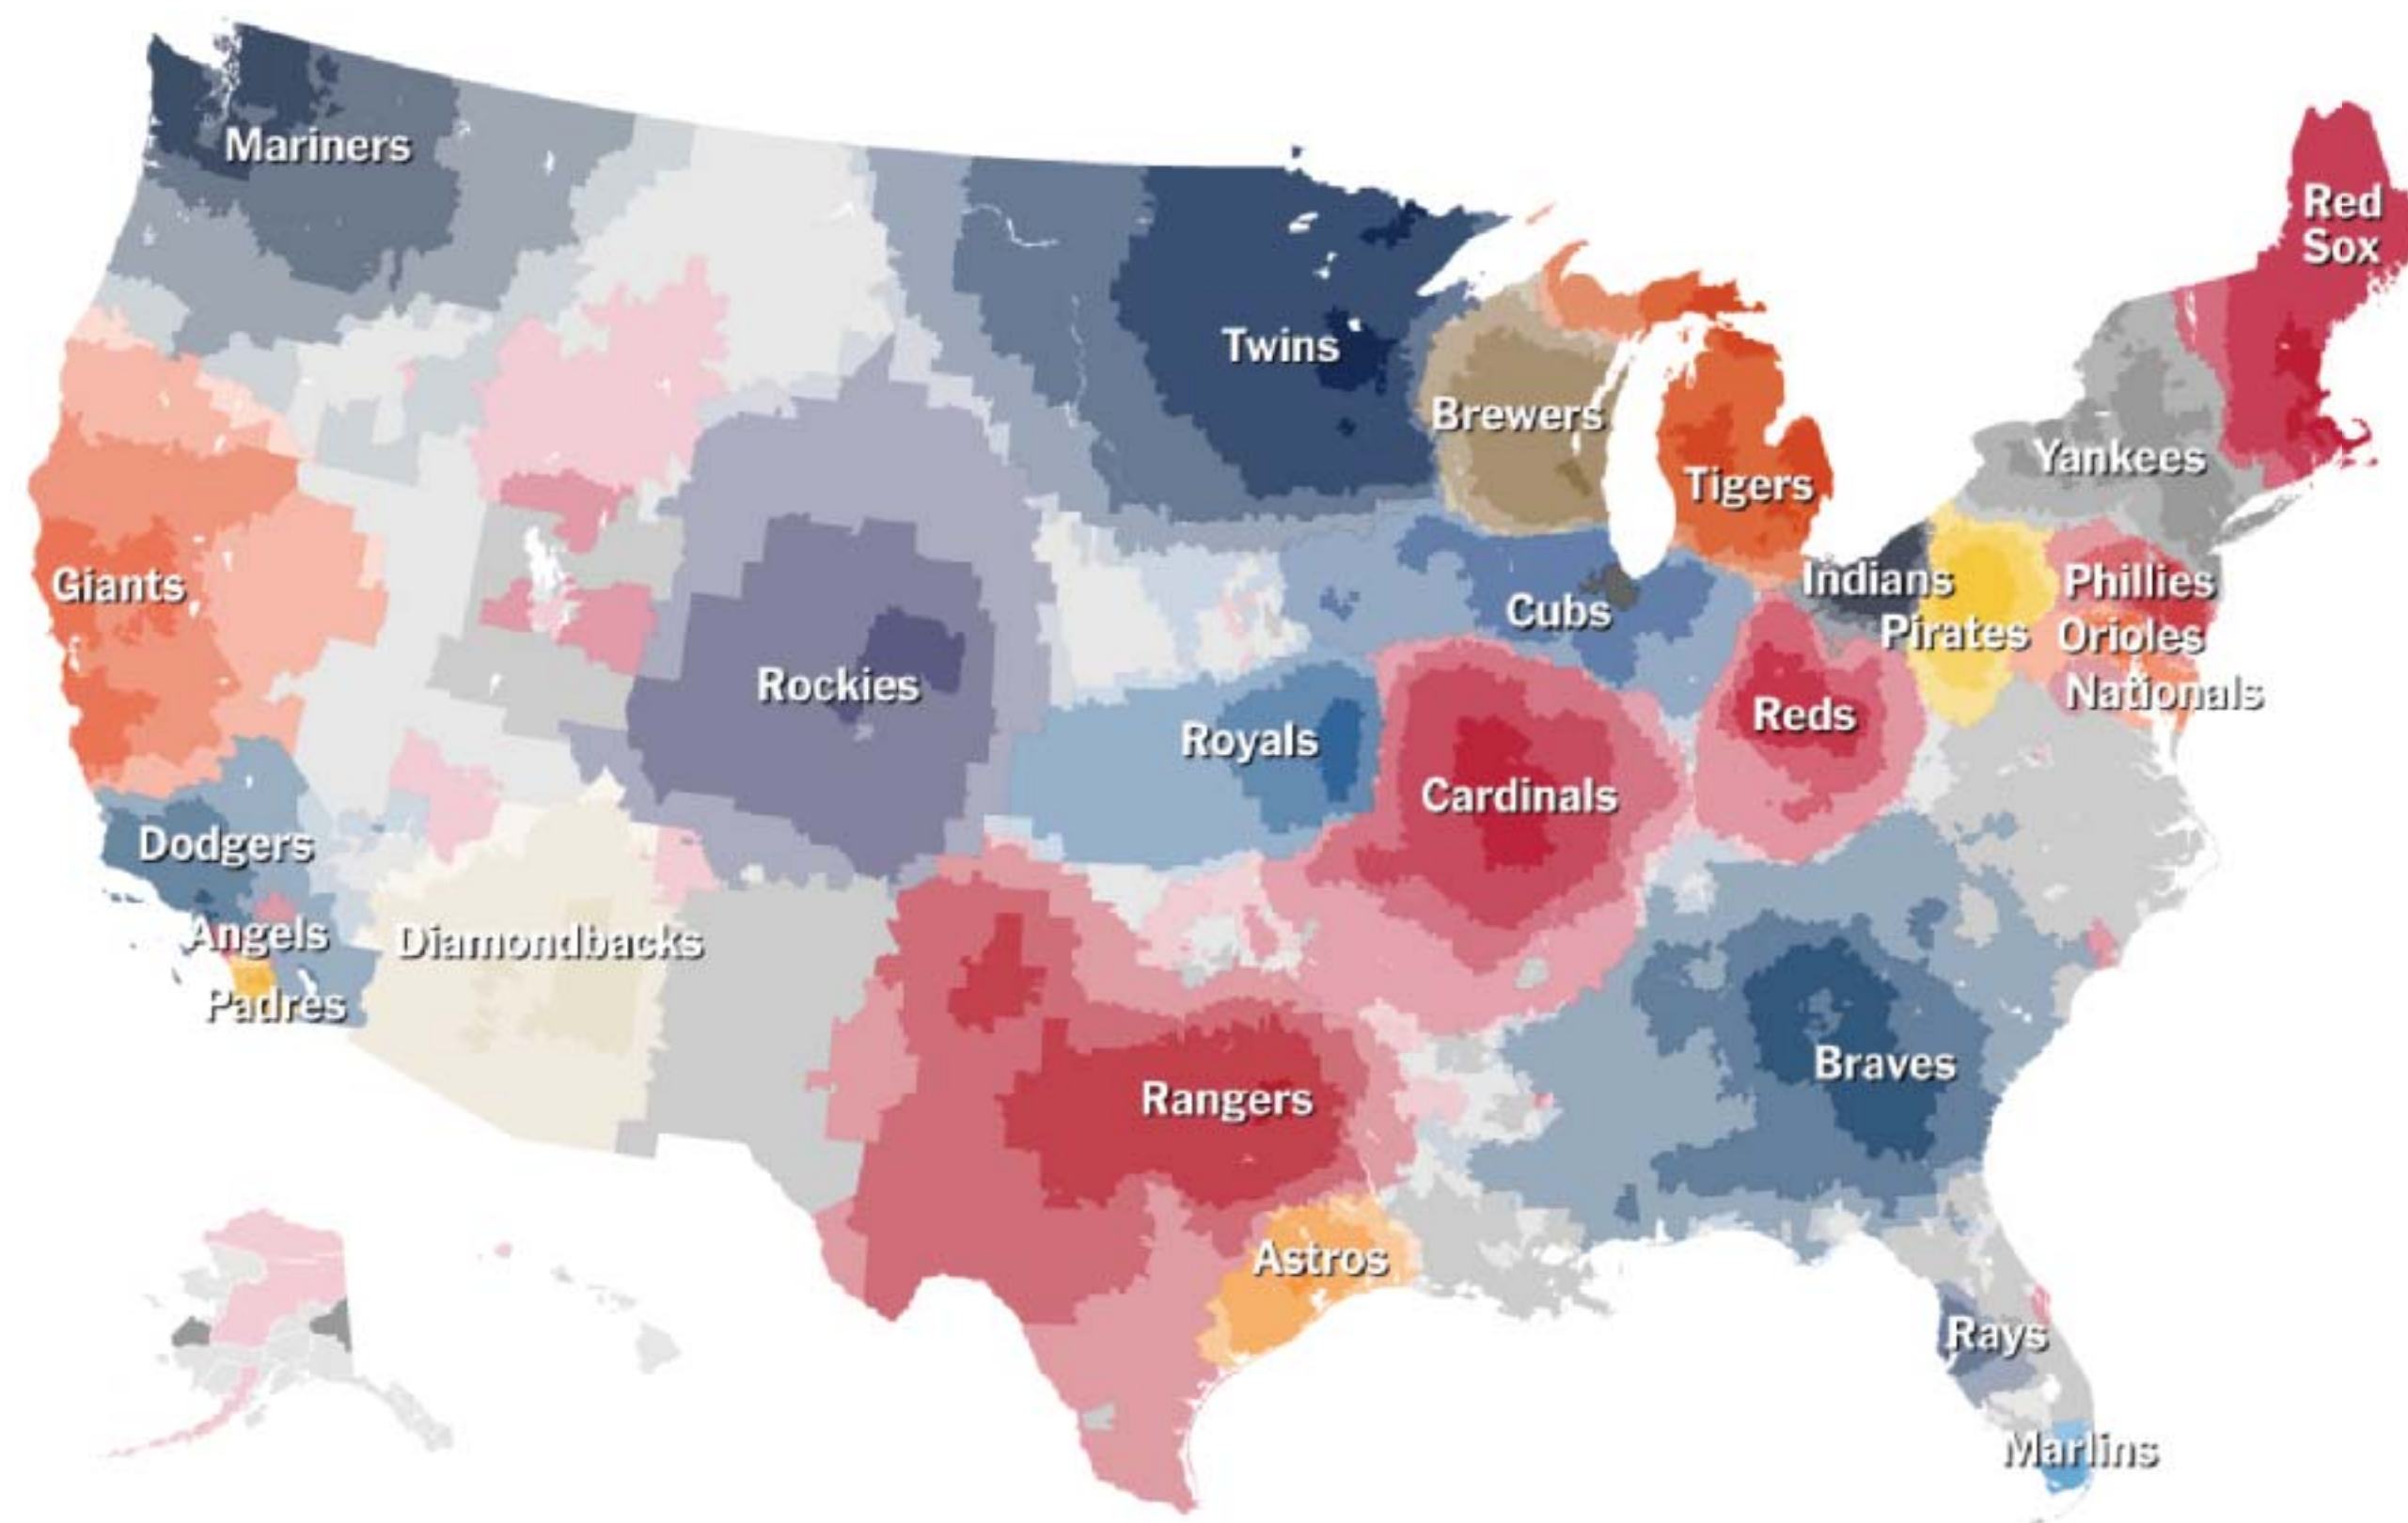 Mariners
Red
Sox
Twins
Brewers
Yankees
Tigers
Giants
Indians
Phillies
Cubs
Pirates
Orioles
Rockies
Nationals
Reds
Royals
Cardinals
Dodgers
Angels
Diamondbacks
Padres
Braves
Rangers
Astros
Rays
Marlins